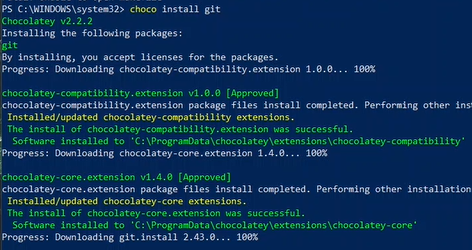 PS C:\WINDOWS\system32> choco install git
Chocolatey v2.2.2
Installing the following packages:
git
By installing, you accept licenses for the packages.
Progress: Downloading chocolatey-compatibility.extension 1.0.0... 100%
chocolatey-compatibility.extension v1.0.0 [Approved]
chocolatey-compatibility.extension package files install completed. Performing other inst
Installed/updated chocolatey-compatibility extensions.
The install of chocolatey-compatibility.extension was successful.
Software installed to 'C:\ProgramData\chocolatey\extensions\chocolatey-compatibility'
Progress: Downloading chocolatey-core.extension 1.4.0... 100%
chocolatey-core.extension v1.4.0 [Approved]
chocolatey-core.extension package files install completed. Performing other installation
Installed/updated chocolatey-core extensions.
The install of chocolatey-core.extension was successful.
Software installed to 'C:\ProgramData\chocolatey\extensions\chocolatey-core'
Progress: Downloading git.install 2.43.0... 100%